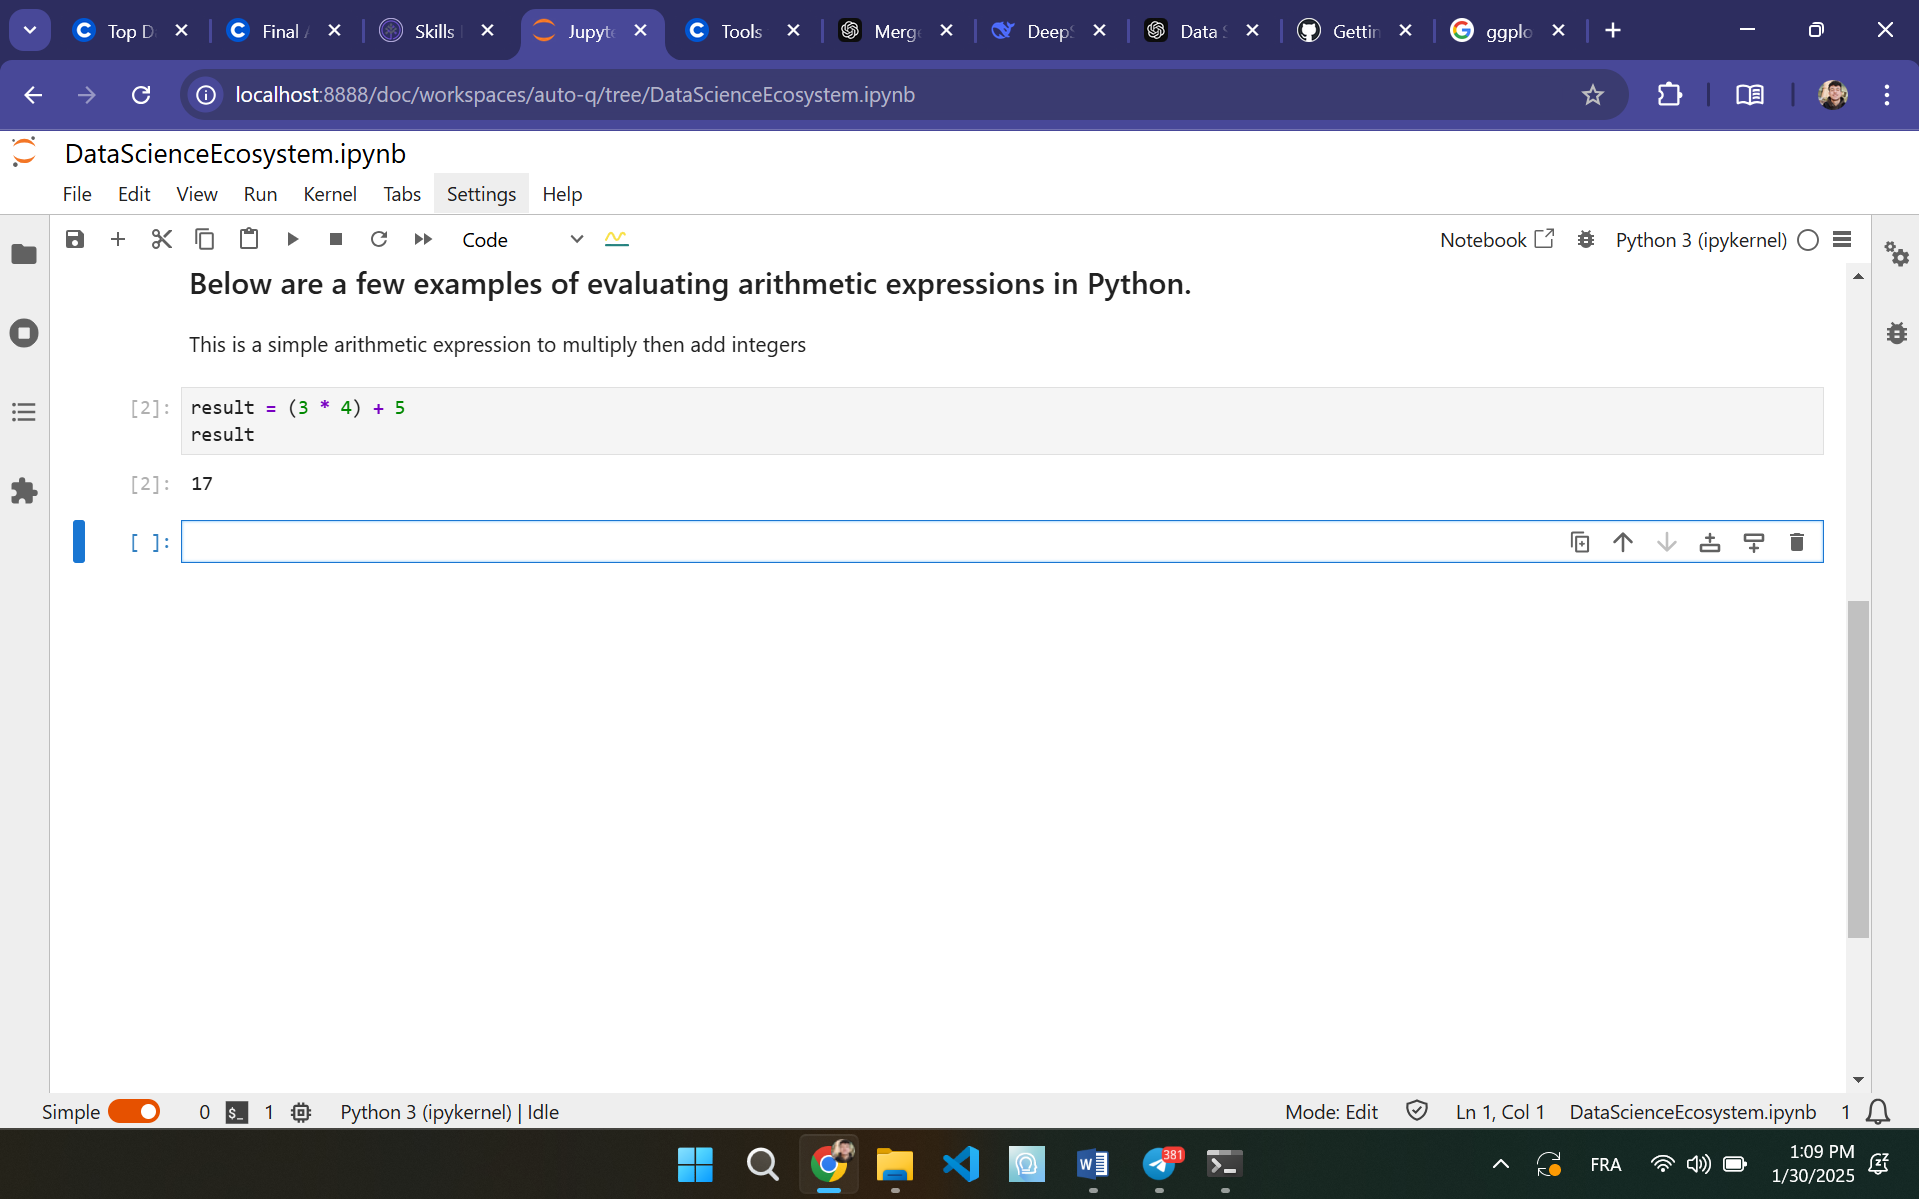 Top D
Final A
Skills
Jupyte
Tools
Merge
DeepS
Data S
Gettin
ggplo
localhost:8888/doc/workspaces/auto-q/tree/DataScienceEcosystem.ipynb
DataScienceEcosystem.ipynb
File Edit View Run Kernel Tabs Settings Help
Code
Notebook
Python 3 (ipykernel)
Below are a few examples of evaluating arithmetic expressions in Python.
This is a simple arithmetic expression to multiply then add integers
[2]: result = (3 * 4) + 5
result
[2]: 17
[ ]:
Simple 0 $_ 1 Python 3 (ipykernel) | Idle
Mode: Edit Ln 1, Col 1 DataScienceEcosystem.ipynb 1
381
FRA
1:09 PM
1/30/2025